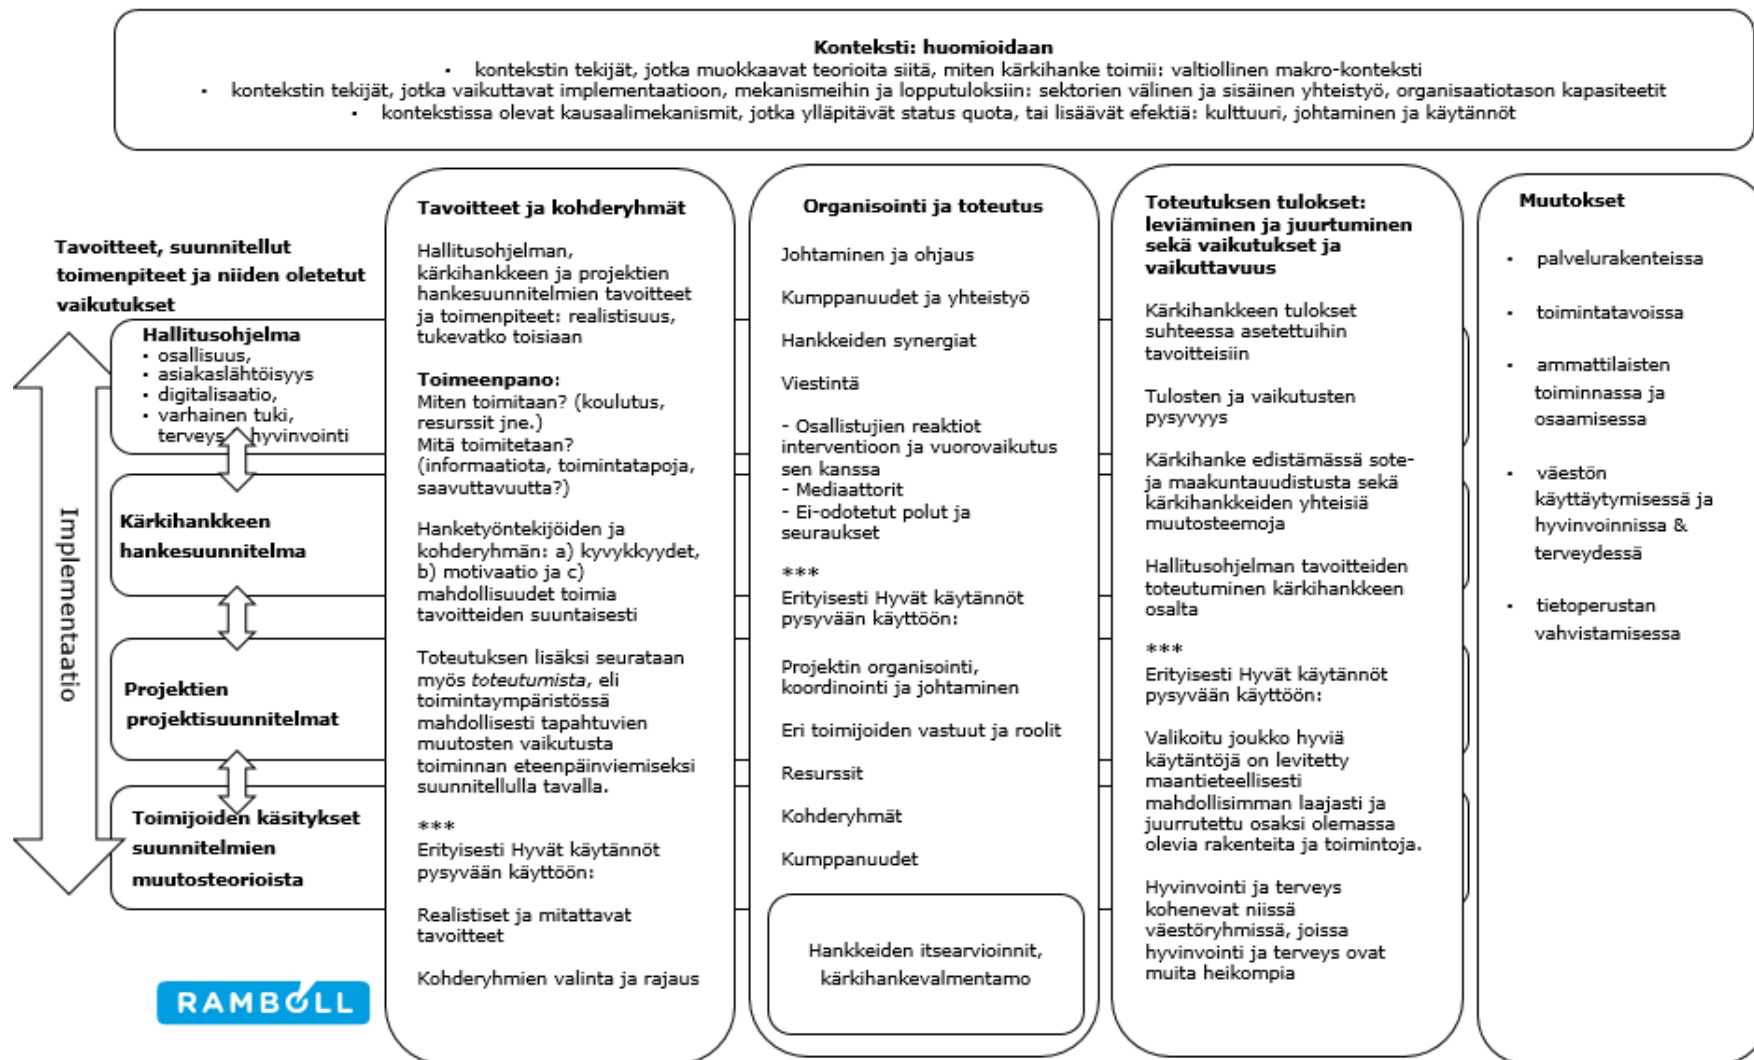 Konteksti: huomioidaan
• kontekstin tekijät, jotka muokkaavat teorioita siitä, miten kärkihanke toimii: valtiollinen makro-konteksti
• kontekstin tekijät, jotka vaikuttavat implementaatioon, mekanismeihin ja lopputuloksiin: sektorien välinen ja sisäinen yhteistyö, organisaatiotason kapasiteetit
• kontekstissa olevat kausaalimekanismit, jotka ylläpitävät status quota, tai lisäävät efektiä: kulttuuri, johtaminen ja käytännöt
Tavoitteet, suunnitellut
toimenpiteet ja niiden oletetut
vaikutukset
Implementaatio
Hallitusohjelma
• osallisuus,
• asiakaslähtöisyys
• digitalisaatio,
• varhainen tuki,
terveys hyvinvointi
Kärkihankkeen
hankesuunnitelma
Projektien
projektisuunnitelmat
Toimijoiden käsitykset
suunnitelmien
muutosteorioista
RAMBOLL
Tavoitteet ja kohderyhmät
Hallitusohjelman,
kärkihankkeen ja projektien
hankesuunnitelmien tavoitteet
ja toimenpiteet: realistisuus,
tukevatko toisiaan
Toimeenpano:
Miten toimitaan? (koulutus,
resurssit jne.)
Mitä toimitetaan?
(informaatiota, toimintatapoja,
saavuttavuutta?)
Hanketyöntekijöiden ja
kohderyhmän: a) kyvykkyydet,
b) motivaatio ja c)
mahdollisuudet toimia
tavoitteiden suuntaisesti
Toteutuksen lisäksi seurataan
myös toteutumista, eli
toimintaympäristössä
mahdollisesti tapahtuvien
muutosten vaikutusta
toiminnan eteenpäinviemiseksi
suunnitellulla tavalla.
***
Erityisesti Hyvät käytännöt
pysyvään käyttöön:
Realistiset ja mitattavat
tavoitteet
Kohderyhmien valinta ja rajaus
Organisointi ja toteutus
Johtaminen ja ohjaus
Kumppanuudet ja yhteistyö
Hankkeiden synergiat
Viestintä
- Osallistujien reaktiot
interventioon ja vuorovaikutus
sen kanssa
- Mediaattorit
- Ei-odotetut polut ja
seuraukset
***
Erityisesti Hyvät käytännöt
pysyvään käyttöön:
Projektin organisointi,
koordinointi ja johtaminen
Eri toimijoiden vastuut ja roolit
Resurssit
Kohderyhmät
Kumppanuudet
Hankkeiden itsearvioinnit,
kärkihankevalmentamo
Toteutuksen tulokset:
leviäminen ja juurtuminen
sekä vaikutukset ja
vaikuttavuus
Kärkihankkeen tulokset
suhteessa asetettuihin
tavoitteisiin
Tulosten ja vaikutusten
pysyvyys
Kärkihanke edistämässä sote-
ja maakuntauudistusta sekä
kärkihankkeiden yhteisiä
muutosteemoja
Hallitusohjelman tavoitteiden
toteutuminen kärkihankkeen
osalta
***
Erityisesti Hyvät käytännöt
pysyvään käyttöön:
Valikoitu joukko hyviä
käytäntöjä on levitetty
maantieteellisesti
mahdollisimman laajasti ja
juurrutettu osaksi olemassa
olevia rakenteita ja toimintoja.
Hyvinvointi ja terveys
kohenevat niissä
väestöryhmissä, joissa
hyvinvointi ja terveys ovat
muita heikompia
Muutokset
• palvelurakenteissa
• toimintatavoissa
• ammattilaisten
toiminnassa ja
osaamisessa
• väestön
käyttäytymisessä ja
hyvinvoinnissa &
terveydessä
• tietoperustan
vahvistamisessa